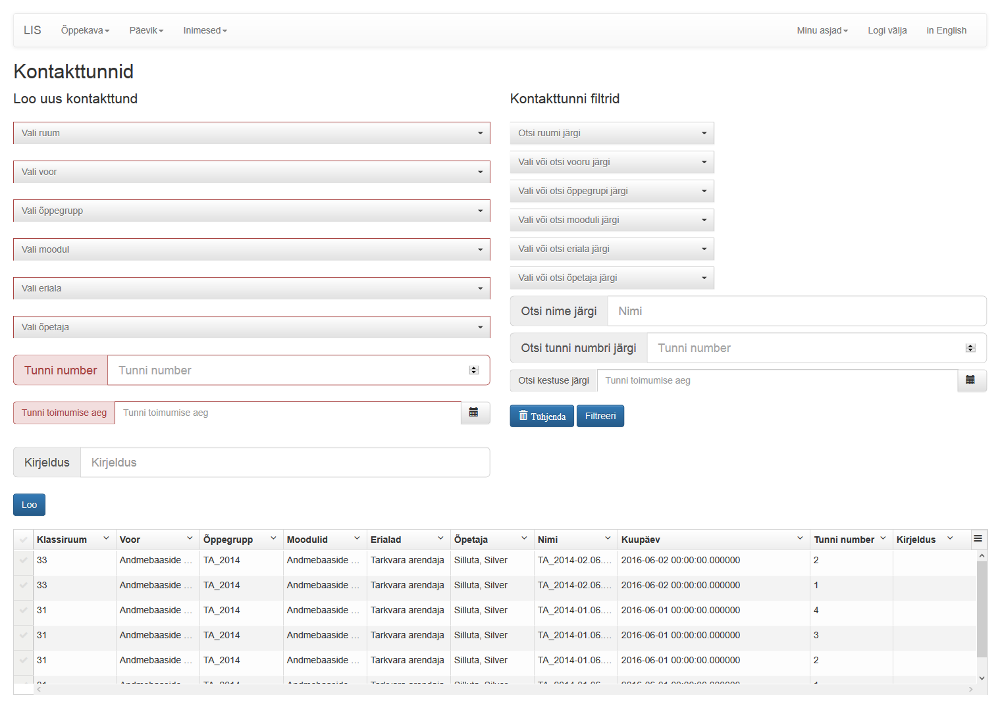 LIS Õppekava Päevik Inimesed Minu asjad Logi välja in English
Kontakttunnid
Loo uus kontakttund
Vali ruum
Vali voor
Vali õppegrupp
Vali moodul
Vali eriala
Vali õpetaja
Tunni number Tunni number
Tunni toimumise aeg Tunni toimumise aeg
Kirjeldus Kirjeldus
Loo
Kontakttunni filtrid
Otsi ruumi järgi
Vali või otsi vooru järgi
Vali või otsi õppegrupi järgi
Vali või otsi mooduli järgi
Vali või otsi eriala järgi
Vali või otsi õpetaja järgi
Otsi nime järgi Nimi
Otsi tunni numbri järgi Tunni number
Otsi kestuse järgi Tunni toimumise aeg
Tühjenda Filtreeri
Klassiruum Voor Õppegrupp Moodulid Erialad Õpetaja Nimi Kuupäev Tunni number Kirjeldus
33 Andmebaaside ... TA_2014 Andmebaaside ... Tarkvara arendaja Silluta, Silver TA_2014-02.06.... 2016-06-02 00:00:00.000000 2
33 Andmebaaside ... TA_2014 Andmebaaside ... Tarkvara arendaja Silluta, Silver TA_2014-02.06.... 2016-06-02 00:00:00.000000 1
31 Andmebaaside ... TA_2014 Andmebaaside ... Tarkvara arendaja Silluta, Silver TA_2014-01.06.... 2016-06-01 00:00:00.000000 4
31 Andmebaaside ... TA_2014 Andmebaaside ... Tarkvara arendaja Silluta, Silver TA_2014-01.06.... 2016-06-01 00:00:00.000000 3
31 Andmebaaside ... TA_2014 Andmebaaside ... Tarkvara arendaja Silluta, Silver TA_2014-01.06.... 2016-06-01 00:00:00.000000 2